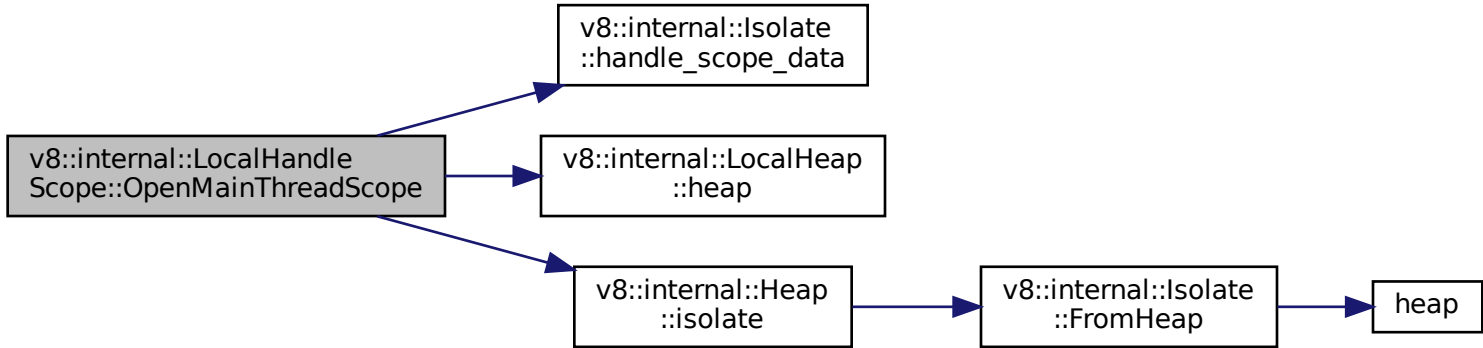 v8::internal::Isolate
::handle_scope_data
v8::internal::LocalHandle
Scope::OpenMainThreadScope
v8::internal::LocalHeap
::heap
v8::internal::Heap
::isolate
v8::internal::Isolate
::FromHeap
heap